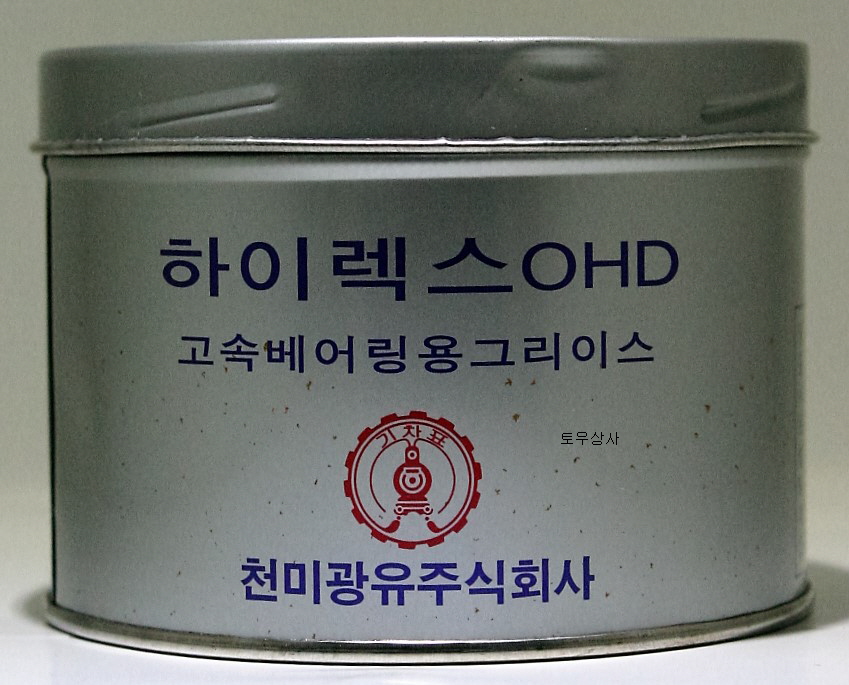 하이렉스OHD
고속베어링용그리이스
기차표
토우상사
천미광유주식회사